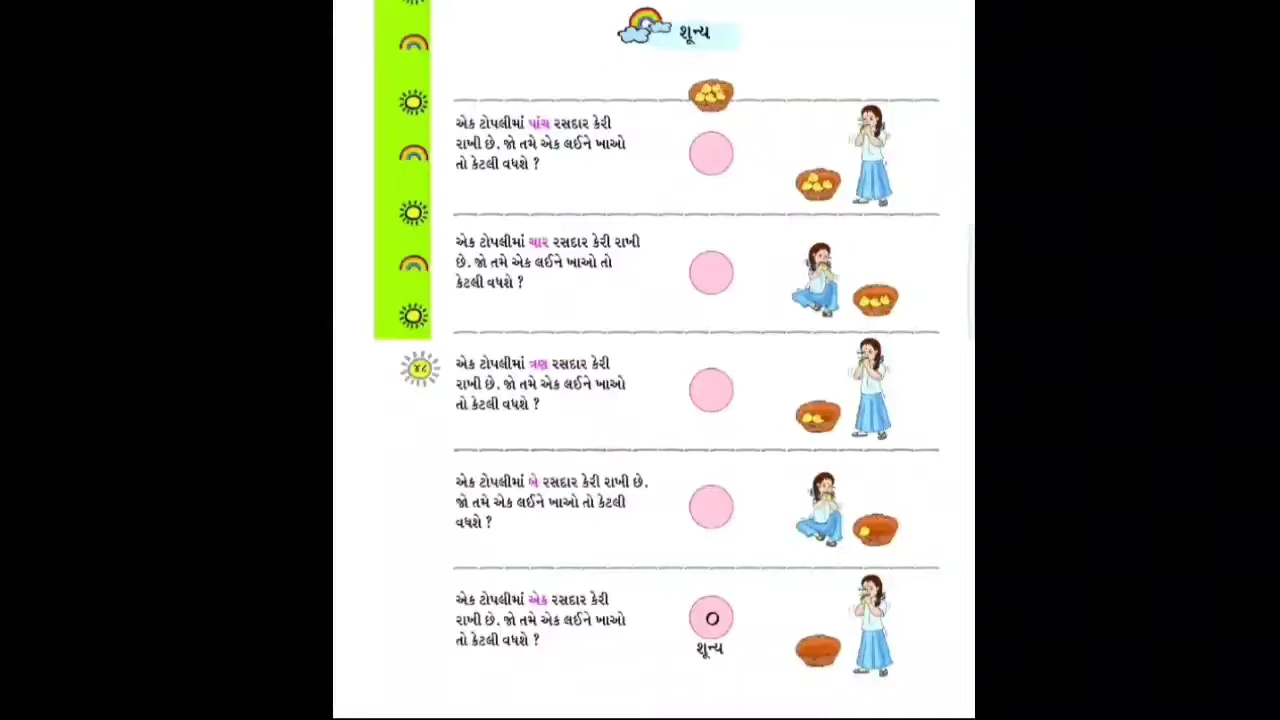 શૂન્ય
એક ટોપલીમાં પાંચ રસદાર કેરી
રાખી છે. જો તમે એક લઈને ખાઓ
તો કેટલી વધશે ?
એક ટોપલીમાં ચાર રસદાર કેરી રાખી
છે. જો તમે એક લઈને ખાઓ તો
કેટલી વધશે ?
૪૮
એક ટોપલીમાં ત્રણ રસદાર કેરી
રાખી છે. જો તમે એક લઈને ખાઓ
તો કેટલી વધશે ?
એક ટોપલીમાં બે રસદાર કેરી રાખી છે.
જો તમે એક લઈને ખાઓ તો કેટલી
વધશે ?
એક ટોપલીમાં એક રસદાર કેરી
રાખી છે. જો તમે એક લઈને ખાઓ
તો કેટલી વધશે ?
૦
શૂન્ય